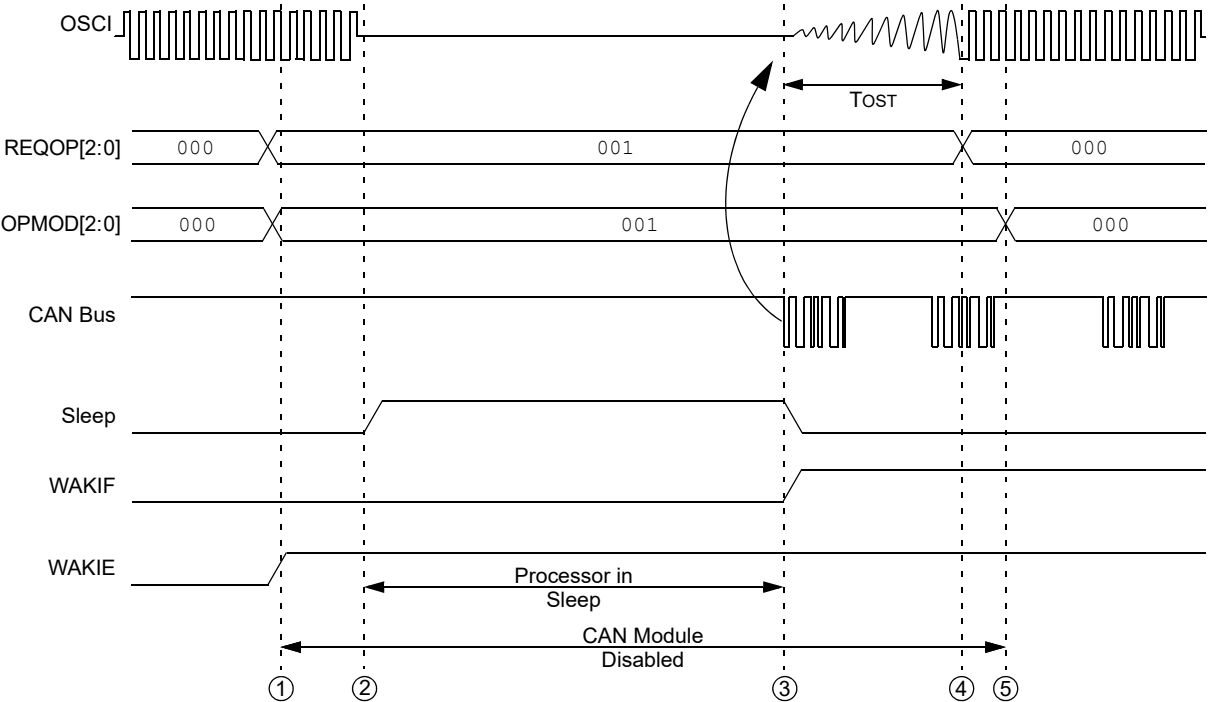 OSCI
TOST
REQOP[2:0]
000
001
000
OPMOD[2:0]
000
001
000
CAN Bus
Sleep
WAKIF
WAKIE
Processor in
Sleep
CAN Module
Disabled
1
2
3
4
5